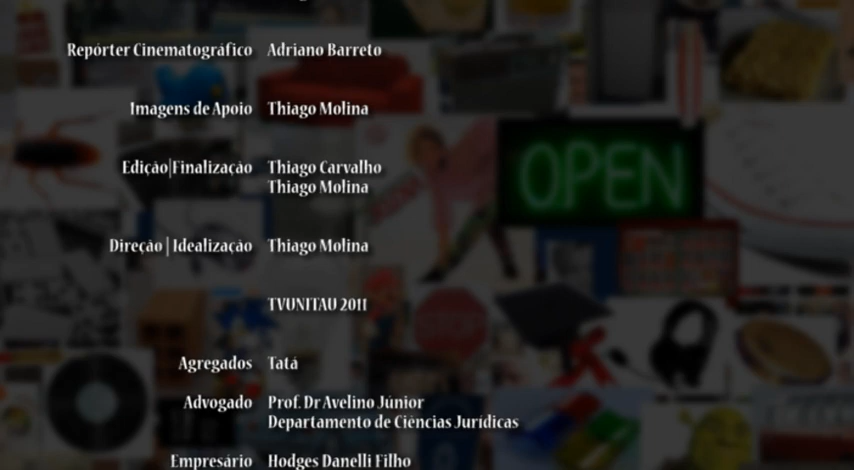 Repórter Cinematográfico Adriano Barreto
Imagens de Apoio Thiago Molina
Edição|Finalização Thiago Carvalho
Thiago Molina
Direção | Idealização Thiago Molina
TVUNITAU 2011
Agregados Tatá
Advogado Prof. Dr Avelino Júnior
Departamento de Ciências Jurídicas
Empresário Hodges Danelli Filho
OPEN
STOP